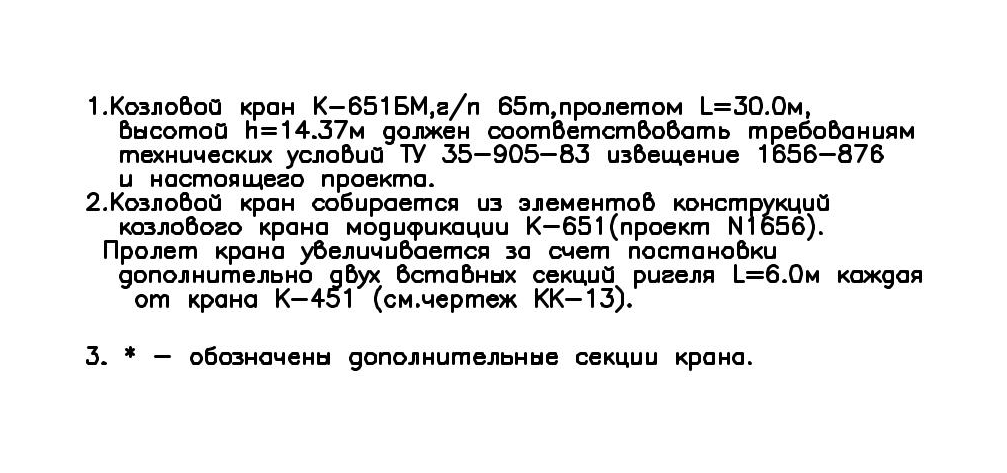 1.Козловой кран К-651БМ,г/п 65т,пролетом L=30.0м,
высотой h=14.37м должен соответствовать требованиям
технических условий ТУ 35-905-83 извещение 1656-876
и настоящего проекта.
2.Козловой кран собирается из элементов конструкций
козлового крана модификации К-651(проект N1656).
Пролет крана увеличивается за счет постановки
дополнительно двух вставных секций ригеля L=6.0м каждая
от крана К-451 (см.чертеж КК-13).
3. * - обозначены дополнительные секции крана.